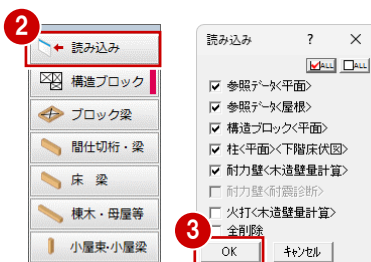 2
読み込み
構造ブロック
ブロック梁
間仕切桁・梁
床 梁
棟木・母屋等
小屋束・小屋梁
読み込み ? ×
ALL ALL
参照データ<平面>
参照データ<屋根>
構造ブロック<平面>
柱<平面><下階床伏図>
耐力壁<木造壁量計算>
耐力壁<耐震診断>
火打<木造壁量計算>
全削除
3
OK キャンセル